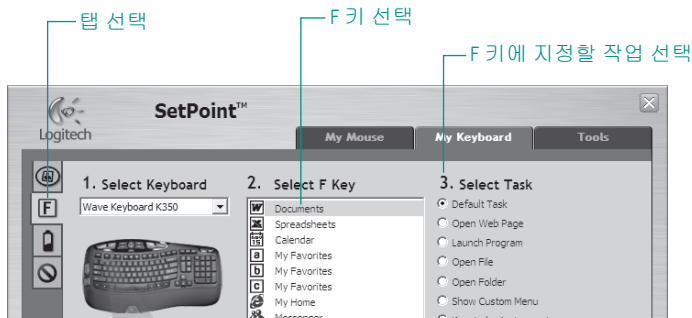 탭 선택
F 키 선택
F 키에 지정할 작업 선택
Logitech
SetPoint™
My Mouse
My Keyboard
Tools
1. Select Keyboard
Wave Keyboard K350
2. Select F Key
Documents
Spreadsheets
Calendar
a My Favorites
b My Favorites
c My Favorites
My Home
Messenger
3. Select Task
Default Task
Open Web Page
Launch Program
Open File
Open Folder
Show Custom Menu
F